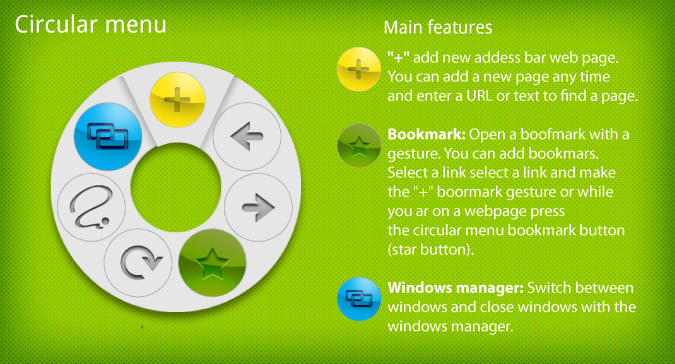 Circular menu
Main features
"+" add new addess bar web page.
You can add a new page any time
and enter a URL or text to find a page.
Bookmark: Open a boofmark with a
gesture. You can add bookmars.
Select a link select a link and make
the "+" boormark gesture or while
you ar on a webpage press
the circular menu bookmark button
(star button).
Windows manager: Switch between
windows and close windows with the
windows manager.